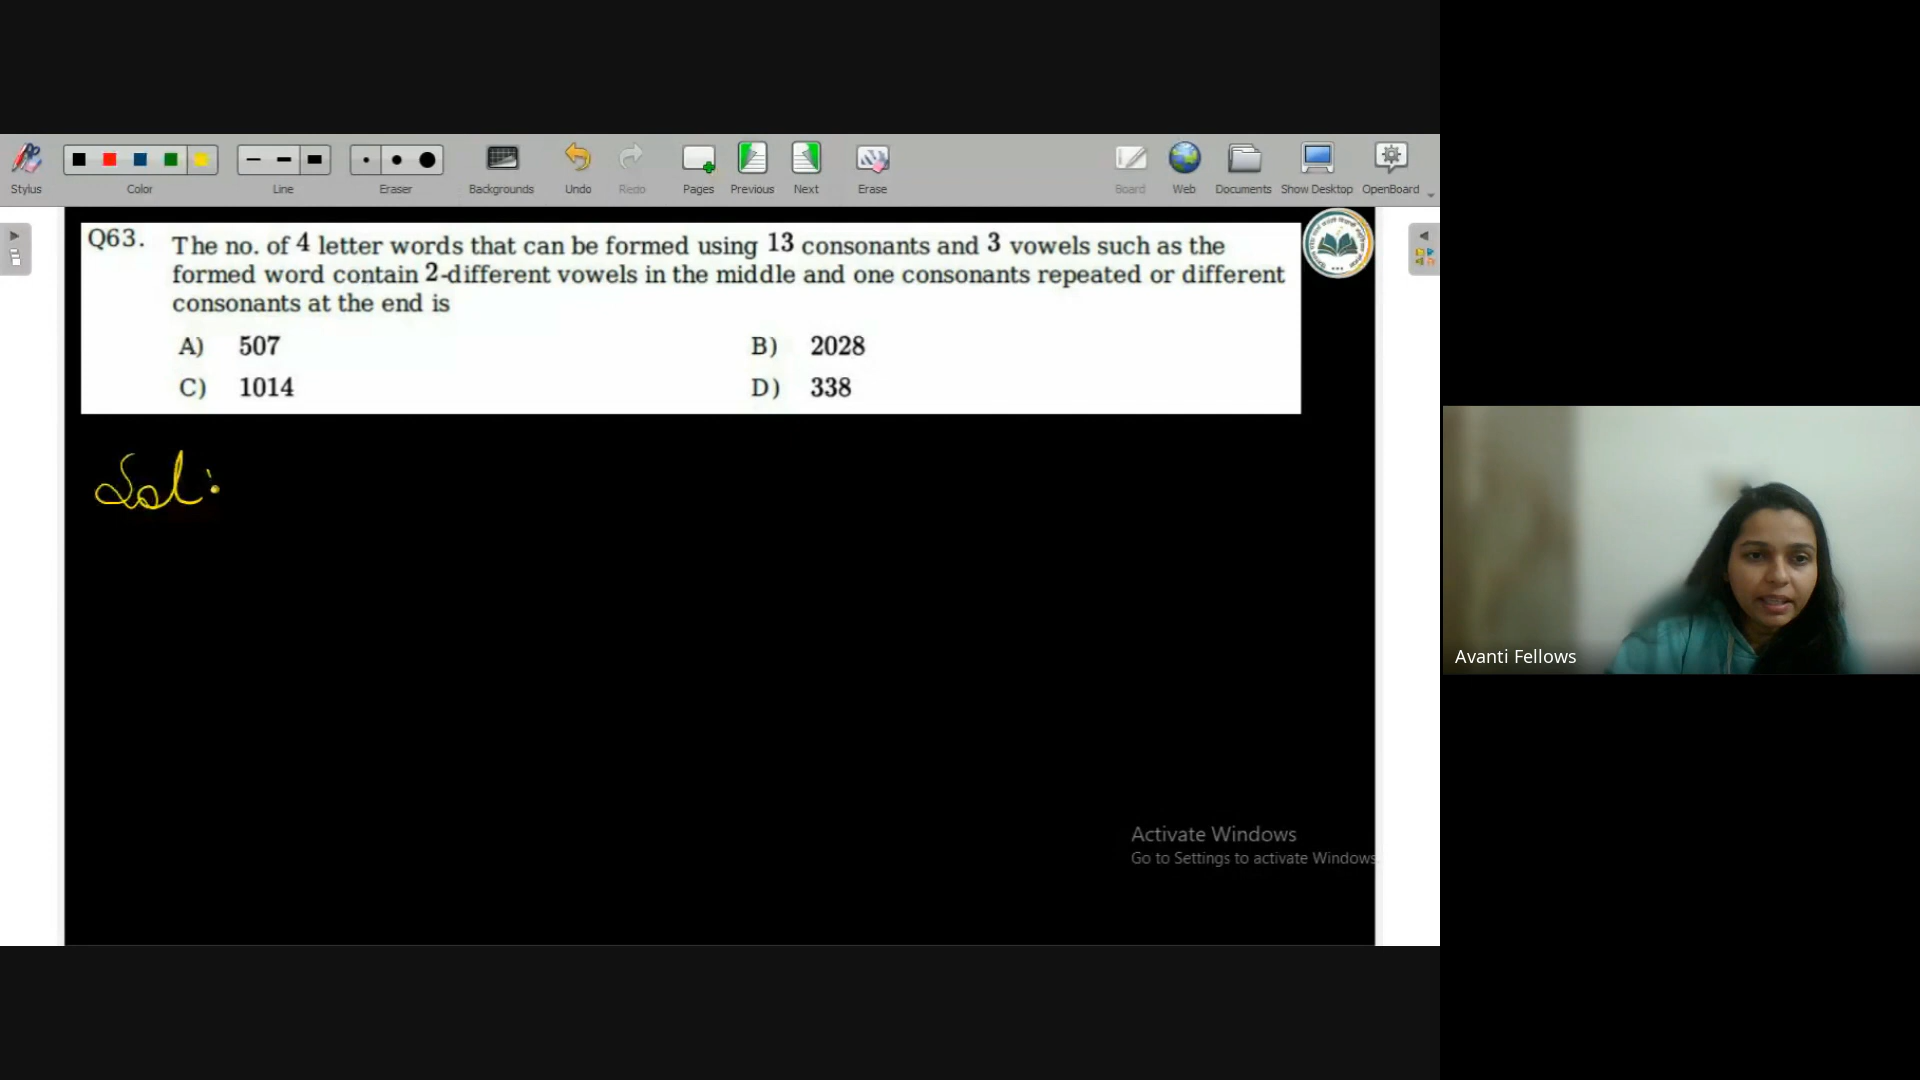 Stylus
Color
Line
Eraser
Backgrounds
Undo
Redo
Pages
Previous
Next
Erase
Board
Web
Documents
Show Desktop
OpenBoard
Q63. The no. of 4 letter words that can be formed using 13 consonants and 3 vowels such as the
formed word contain 2-different vowels in the middle and one consonants repeated or different
consonants at the end is
A) 507 B) 2028
C) 1014 D) 338
Sol:
Avanti Fellows
Activate Windows
Go to Settings to activate Windows